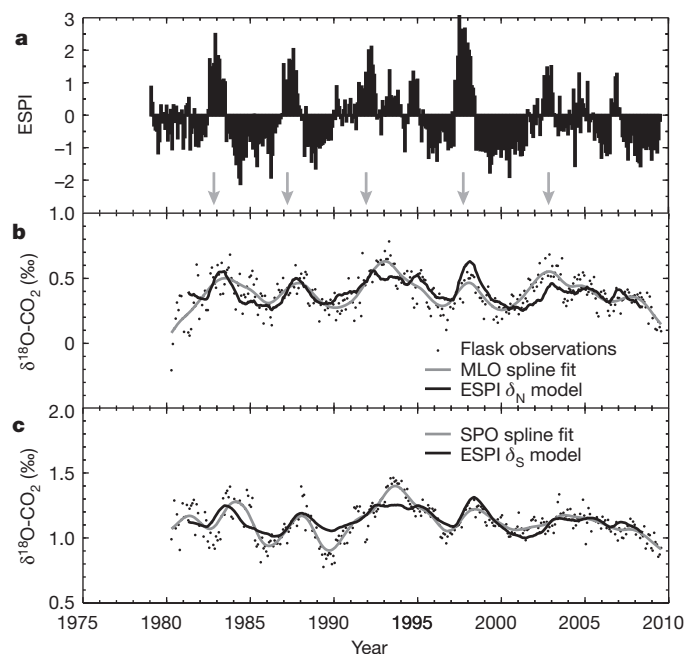 a
3
2
1
0
−1
−2
ESPI
b
1.0
0.5
0
δ18O-CO2 (‰)
Flask observations
MLO spline fit
ESPI δN model
c
2.0
1.5
1.0
0.5
δ18O-CO2 (‰)
SPO spline fit
ESPI δS model
1975 1980 1985 1990 1995 2000 2005 2010
Year